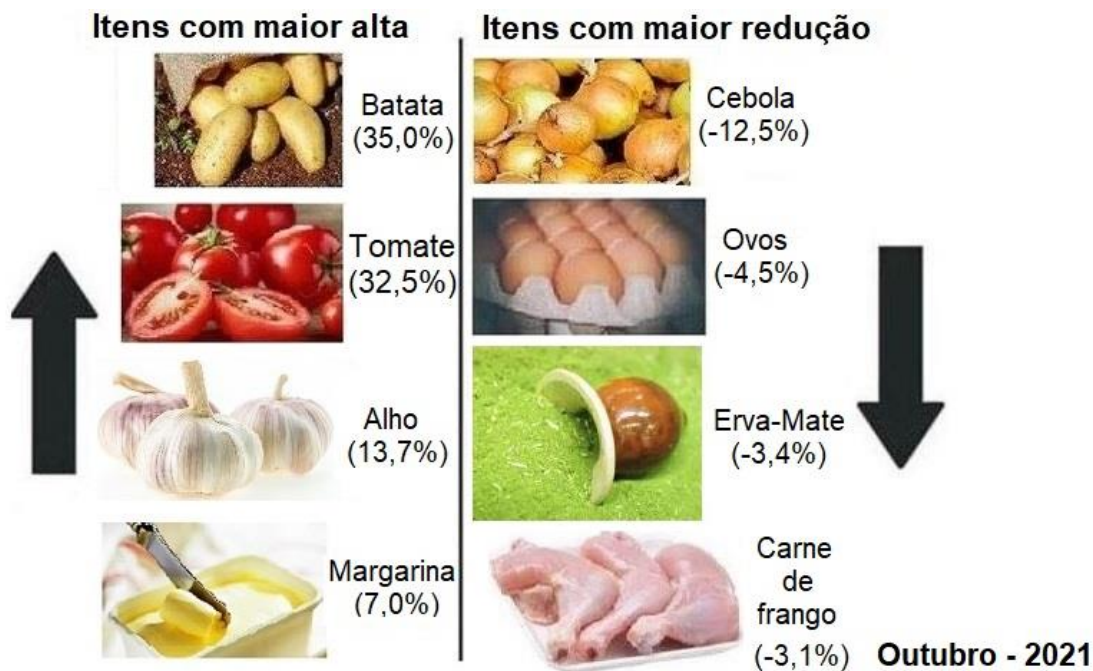 Itens com maior alta
Batata
(35,0%)
Tomate
(32,5%)
Alho
(13,7%)
Margarina
(7,0%)
Itens com maior redução
Cebola
(-12,5%)
Ovos
(-4,5%)
Erva-Mate
(-3,4%)
Carne
de
frango
(-3,1%)
Outubro - 2021